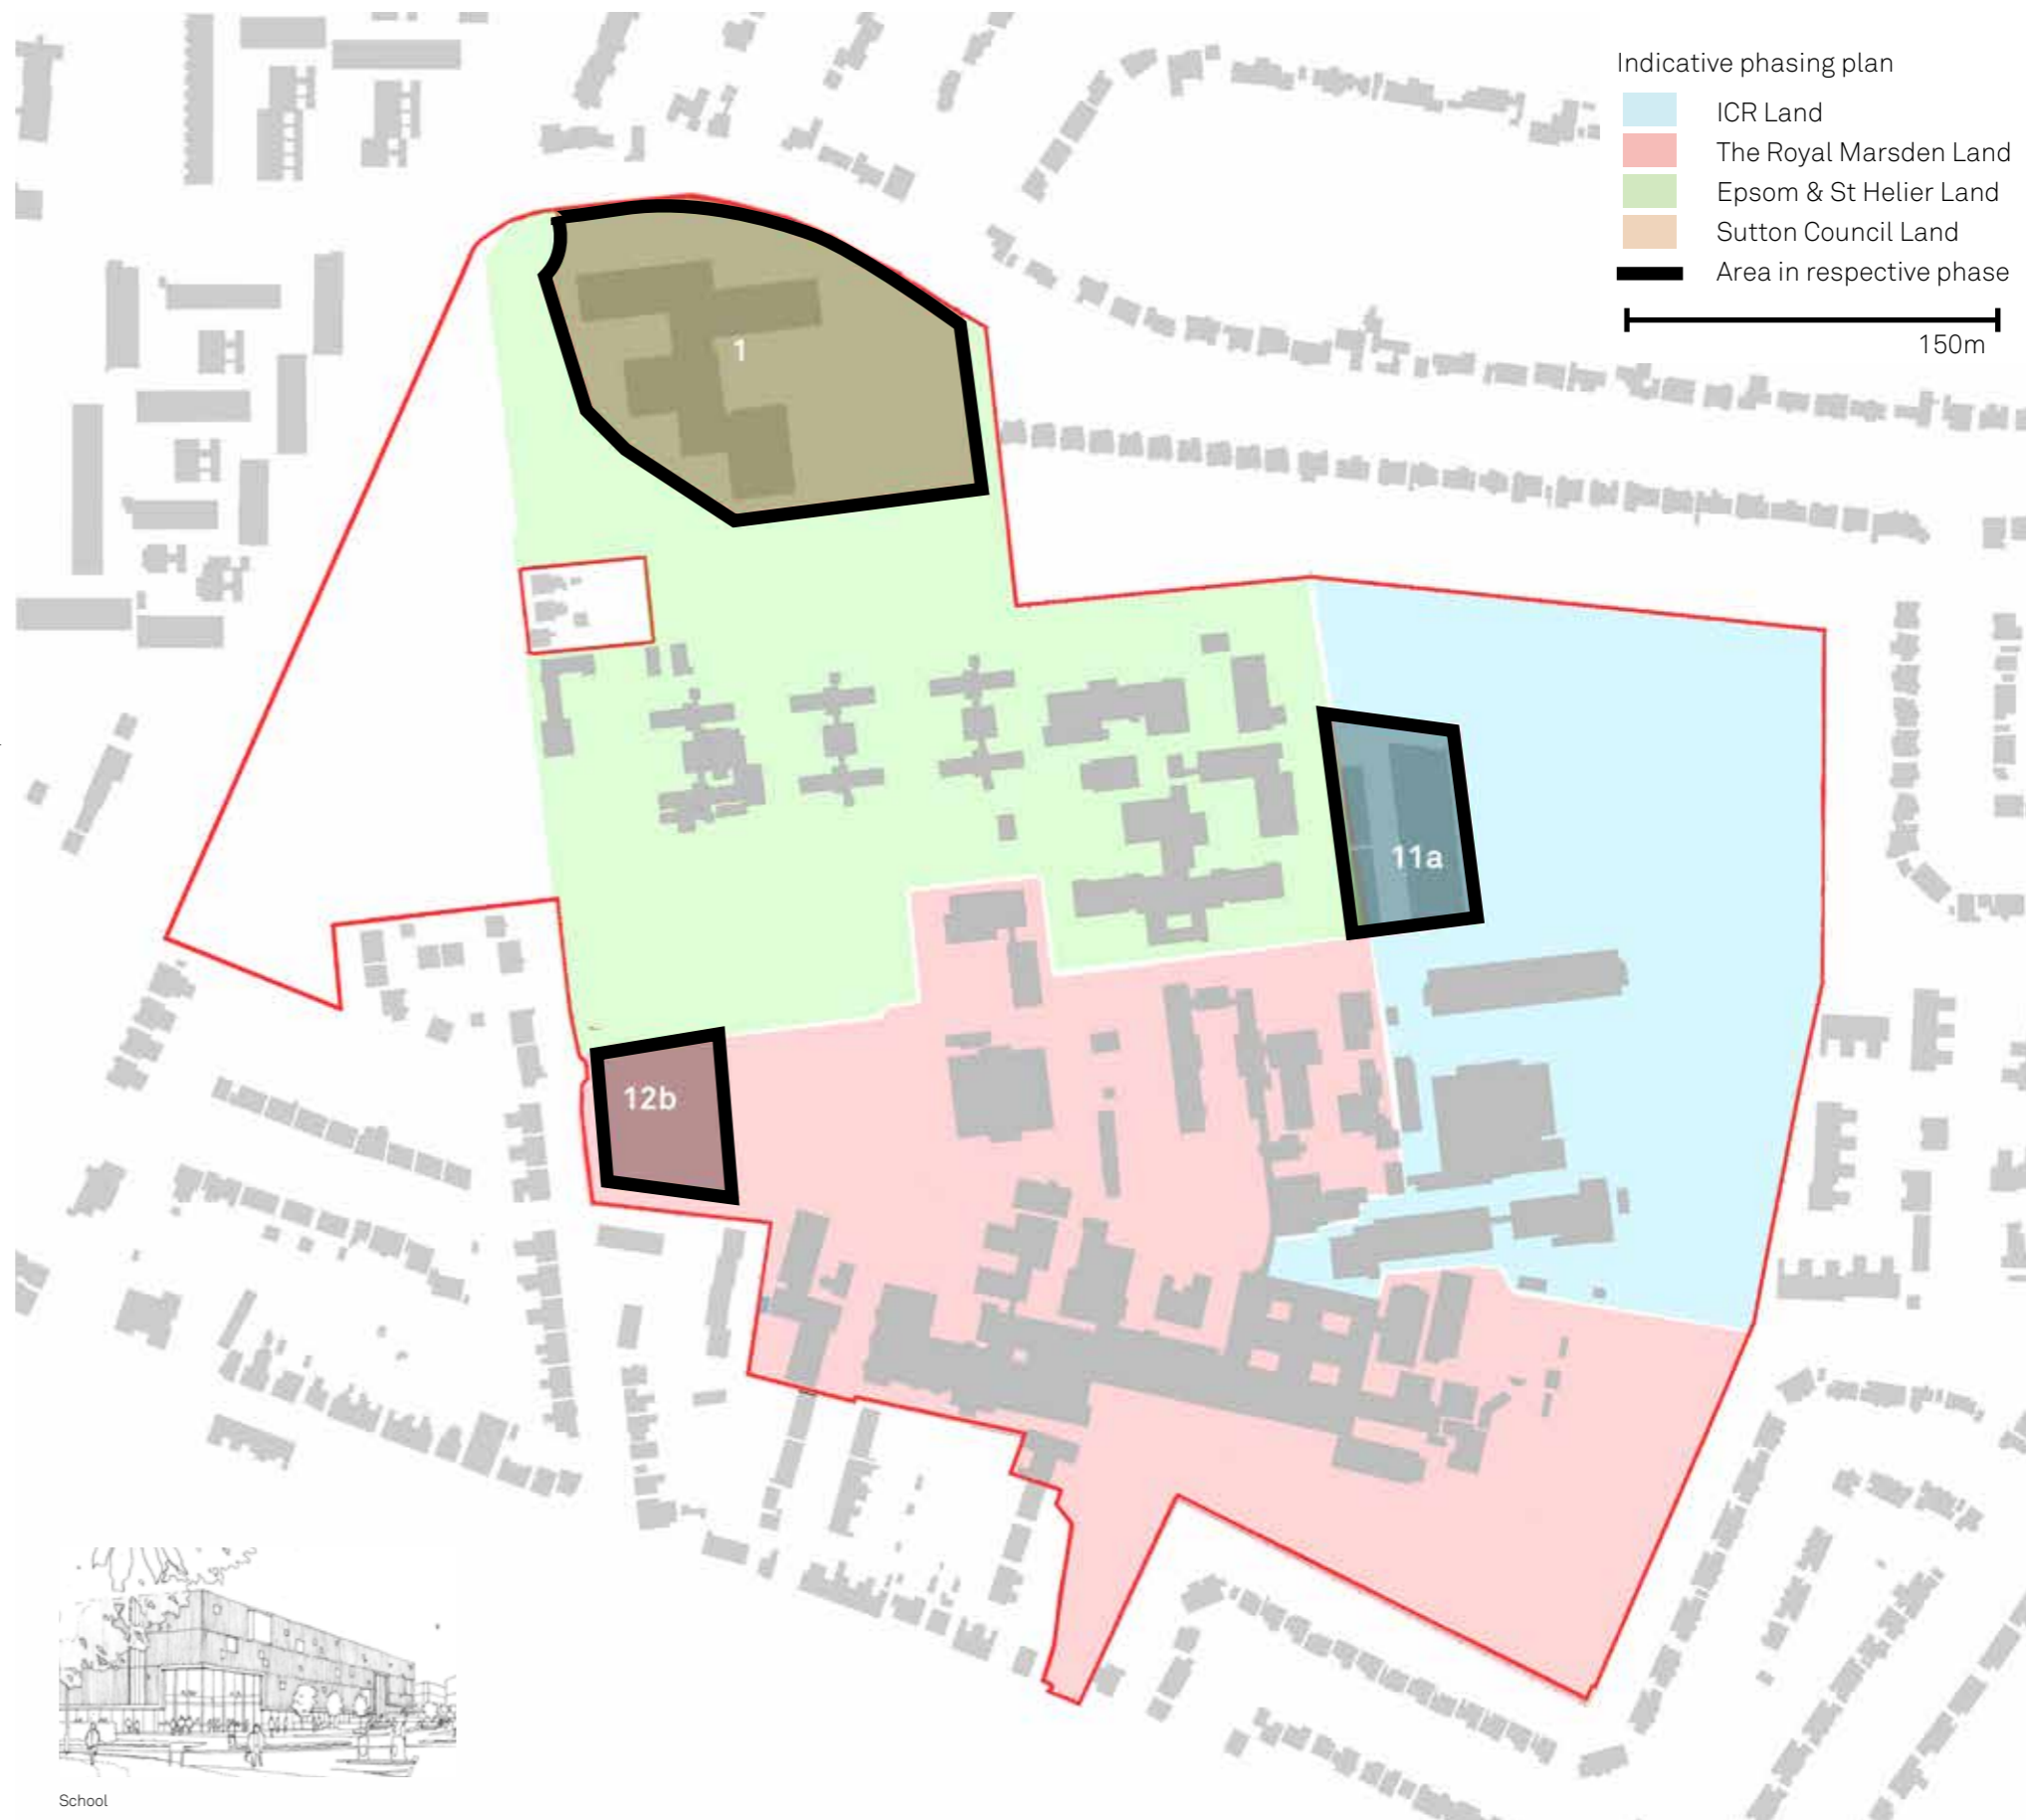 Indicative phasing plan
ICR Land
The Royal Marsden Land
Epsom & St Helier Land
Sutton Council Land
Area in respective phase
150m
1
11a
12b
School